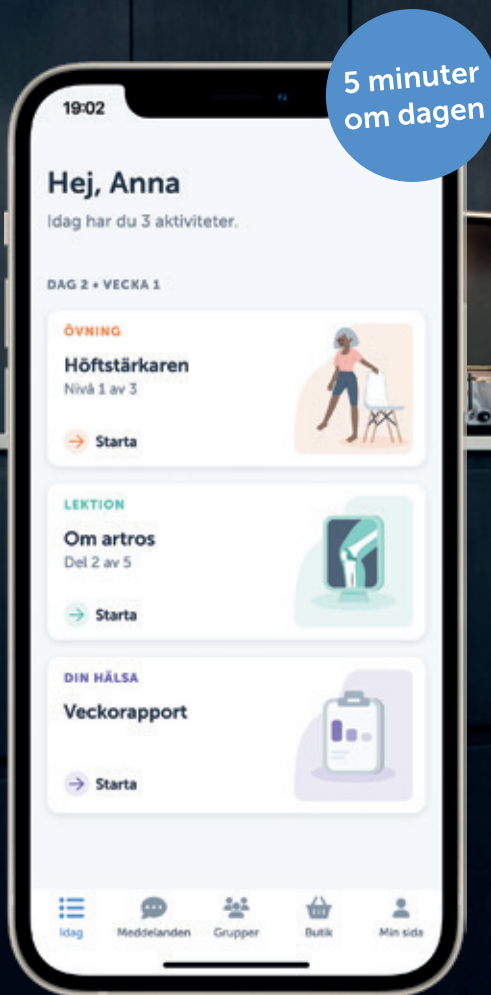 5 minuter
om dagen
19:02
Hej, Anna
Idag har du 3 aktiviteter.
DAG 2 • VECKA 1
ÖVNING
Höftstärkaren
Nivå 1 av 3
Starta
LEKTION
Om artros
Del 2 av 5
Starta
DIN HÄLSA
Veckorapport
Starta
Idag
Meddelanden
Grupper
Butik
Min sida